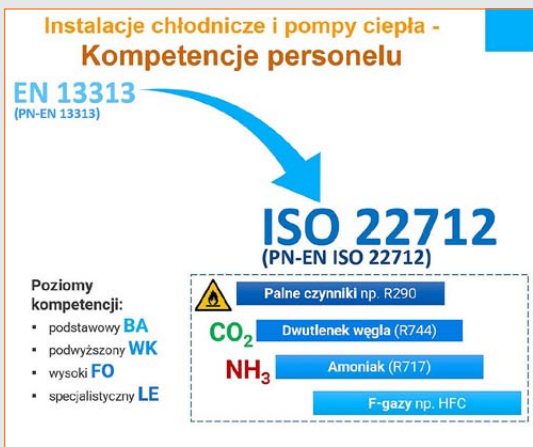 Instalacje chłodnicze i pompy ciepła -
Kompetencje personelu
EN 13313
(PN-EN 13313)
ISO 22712
(PN-EN ISO 22712)
Poziomy
kompetencji:
▪ podstawowy BA
▪ podwyższony WK
▪ wysoki FO
▪ specjalistyczny LE
Palne czynniki np. R290
CO₂ Dwutlenek węgla (R744)
NH₃ Amoniak (R717)
F-gazy np. HFC